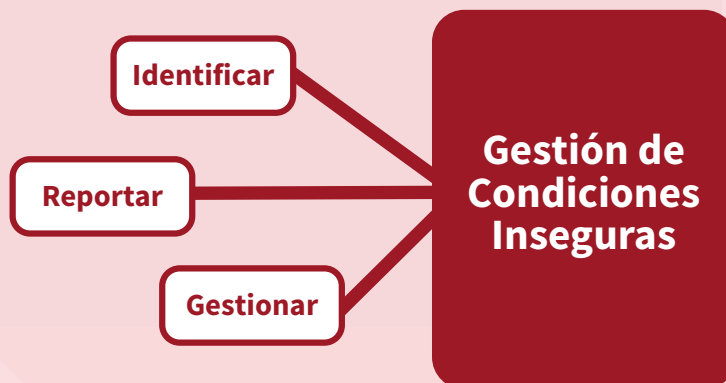 Identificar
Reportar
Gestionar
Gestión de
Condiciones
Inseguras